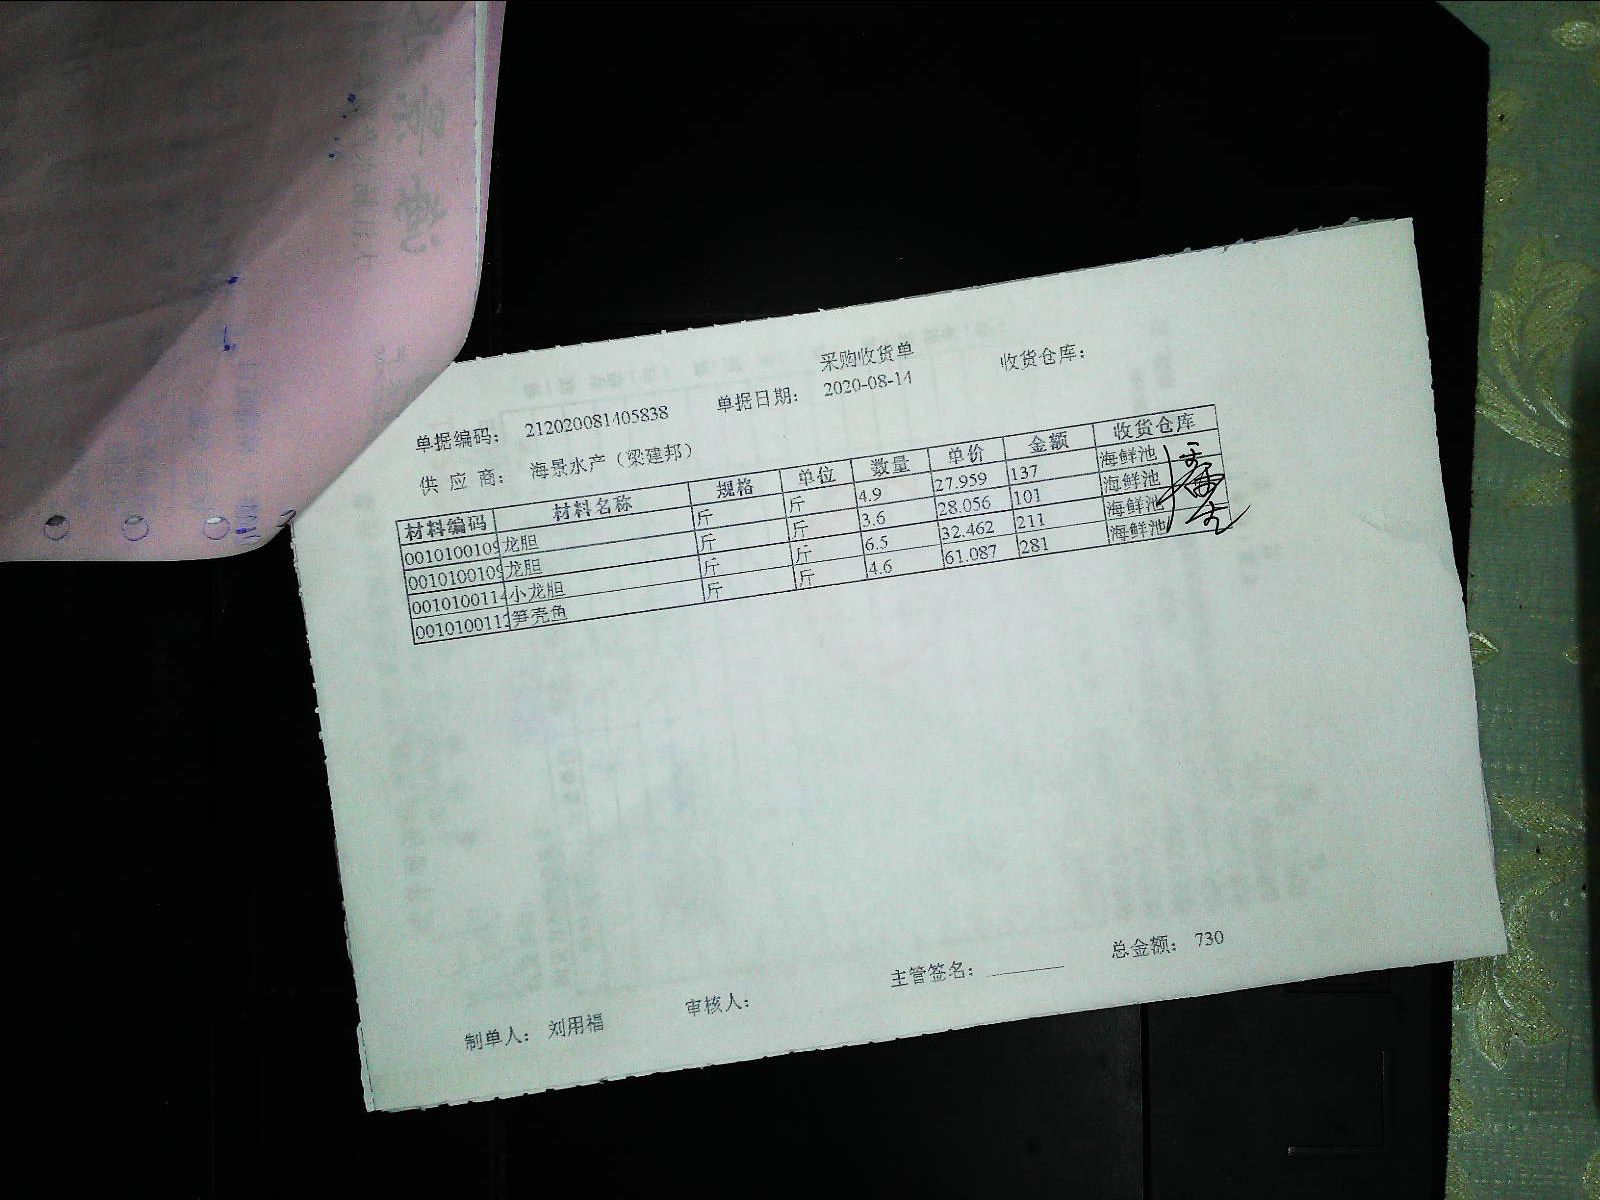 采购收货单
单据编码: 212020081405838 单据日期: 2020-08-14 收货仓库:
供 应 商: 海景水产（梁建邦）
材料编码 材料名称 规格 单位 数量 单价 金额 收货仓库
0010100109 龙胆 斤 斤 4.9 27.959 137 海鲜池
0010100109 龙胆 斤 斤 3.6 28.056 101 海鲜池
0010100114 小龙胆 斤 斤 6.5 32.462 211 海鲜池
0010100112 笋壳鱼 斤 斤 4.6 61.087 281 海鲜池
制单人: 刘用福 审核人: 主管签名: 总金额: 730